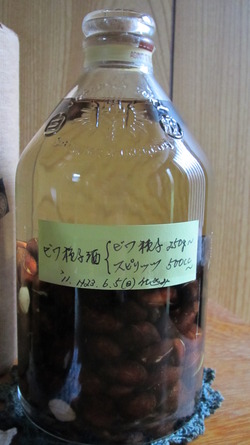 ビワ種子酒 { ビワ種子 250g〜
スピリッツ 500cc〜
'11. H23. 6. 5 (日)